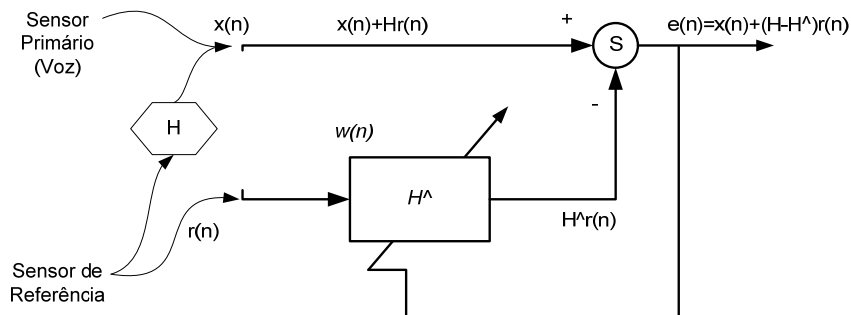 Sensor
Primário
(Voz)
x(n)
x(n)+Hr(n)
+
S
e(n)=x(n)+(H-H^)r(n)
-
H
w(n)
H^
r(n)
H^r(n)
Sensor de
Referência